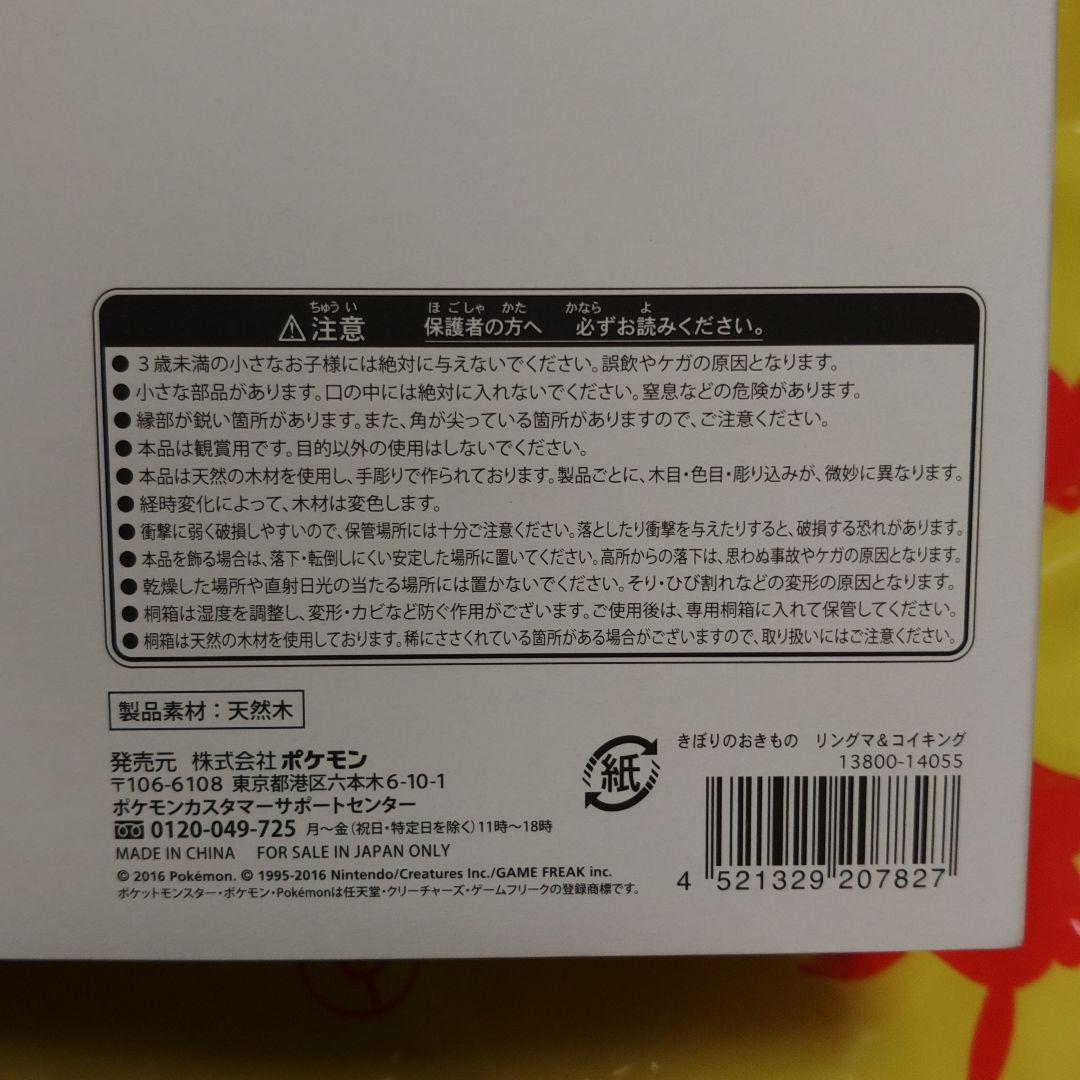 ちゅうい ほごしゃ かた かなら よ
⚠注意 保護者の方へ 必ずお読みください。
●3歳未満の小さなお子様には絶対に与えないでください。誤飲やケガの原因となります。
●小さな部品があります。口の中には絶対に入れないでください。窒息などの危険があります。
●縁部が鋭い箇所があります。また、角が尖っている箇所がありますので、ご注意ください。
●本品は観賞用です。目的以外の使用はしないでください。
●本品は天然の木材を使用し、手彫りで作られております。製品ごとに、木目・色目・彫り込みが、微妙に異なります。
●経時変化によって、木材は変色します。
●衝撃に弱く破損しやすいので、保管場所には十分ご注意ください。落としたり衝撃を与えたりすると、破損する恐れがあります。
●本品を飾る場合は、落下・転倒しにくい安定した場所に置いてください。高所からの落下は、思わぬ事故やケガの原因となります。
●乾燥した場所や直射日光の当たる場所には置かないでください。そり・ひび割れなどの変形の原因となります。
●桐箱は湿度を調整し、変形・カビなど防ぐ作用がございます。ご使用後は、専用桐箱に入れて保管してください。
●桐箱は天然の木材を使用しております。稀にささくれている箇所がある場合がございますので、取り扱いにはご注意ください。
製品素材：天然木
発売元 株式会社ポケモン
〒106-6108 東京都港区六本木6-10-1
ポケモンカスタマーサポートセンター
0120-049-725 月～金(祝日・特定日を除く)11時～18時
MADE IN CHINA FOR SALE IN JAPAN ONLY
© 2016 Pokémon. © 1995-2016 Nintendo/Creatures Inc./GAME FREAK inc.
ポケットモンスター・ポケモン・Pokémonは任天堂・クリーチャーズ・ゲームフリークの登録商標です。
紙
きぼりのおきもの リングマ&コイキング
13800-14055
4 521329 207827